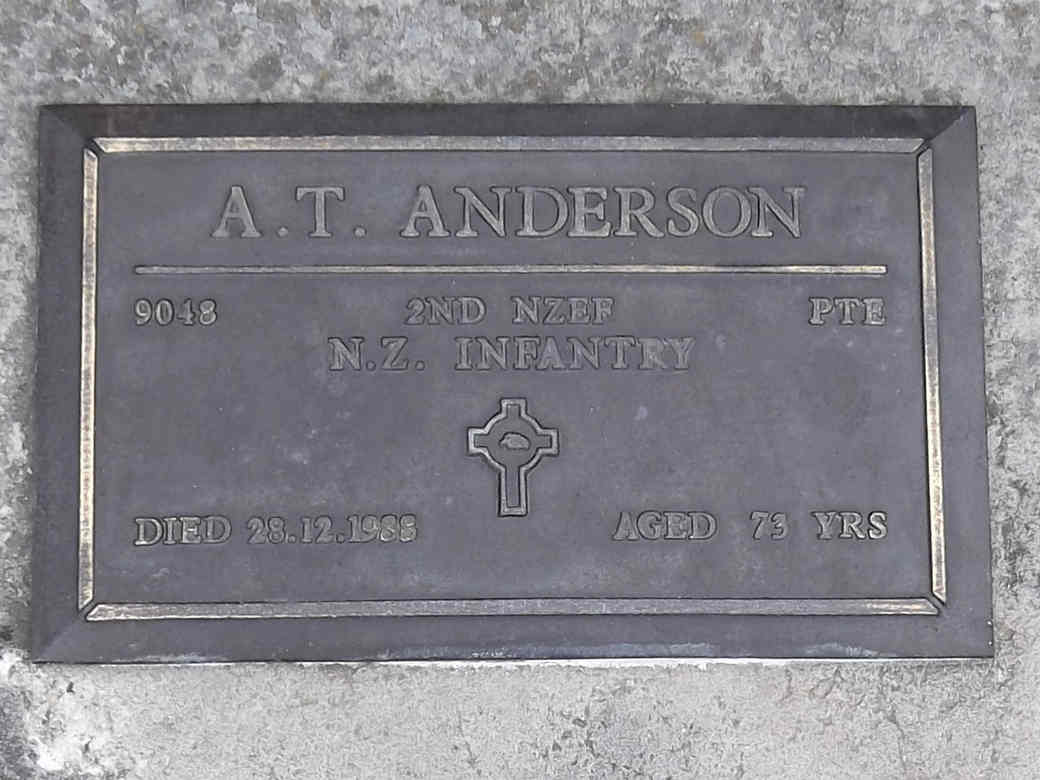 A.T. ANDERSON
9048 2ND NZEF PTE
N.Z. INFANTRY
DIED 28.12.1988 AGED 73 YRS